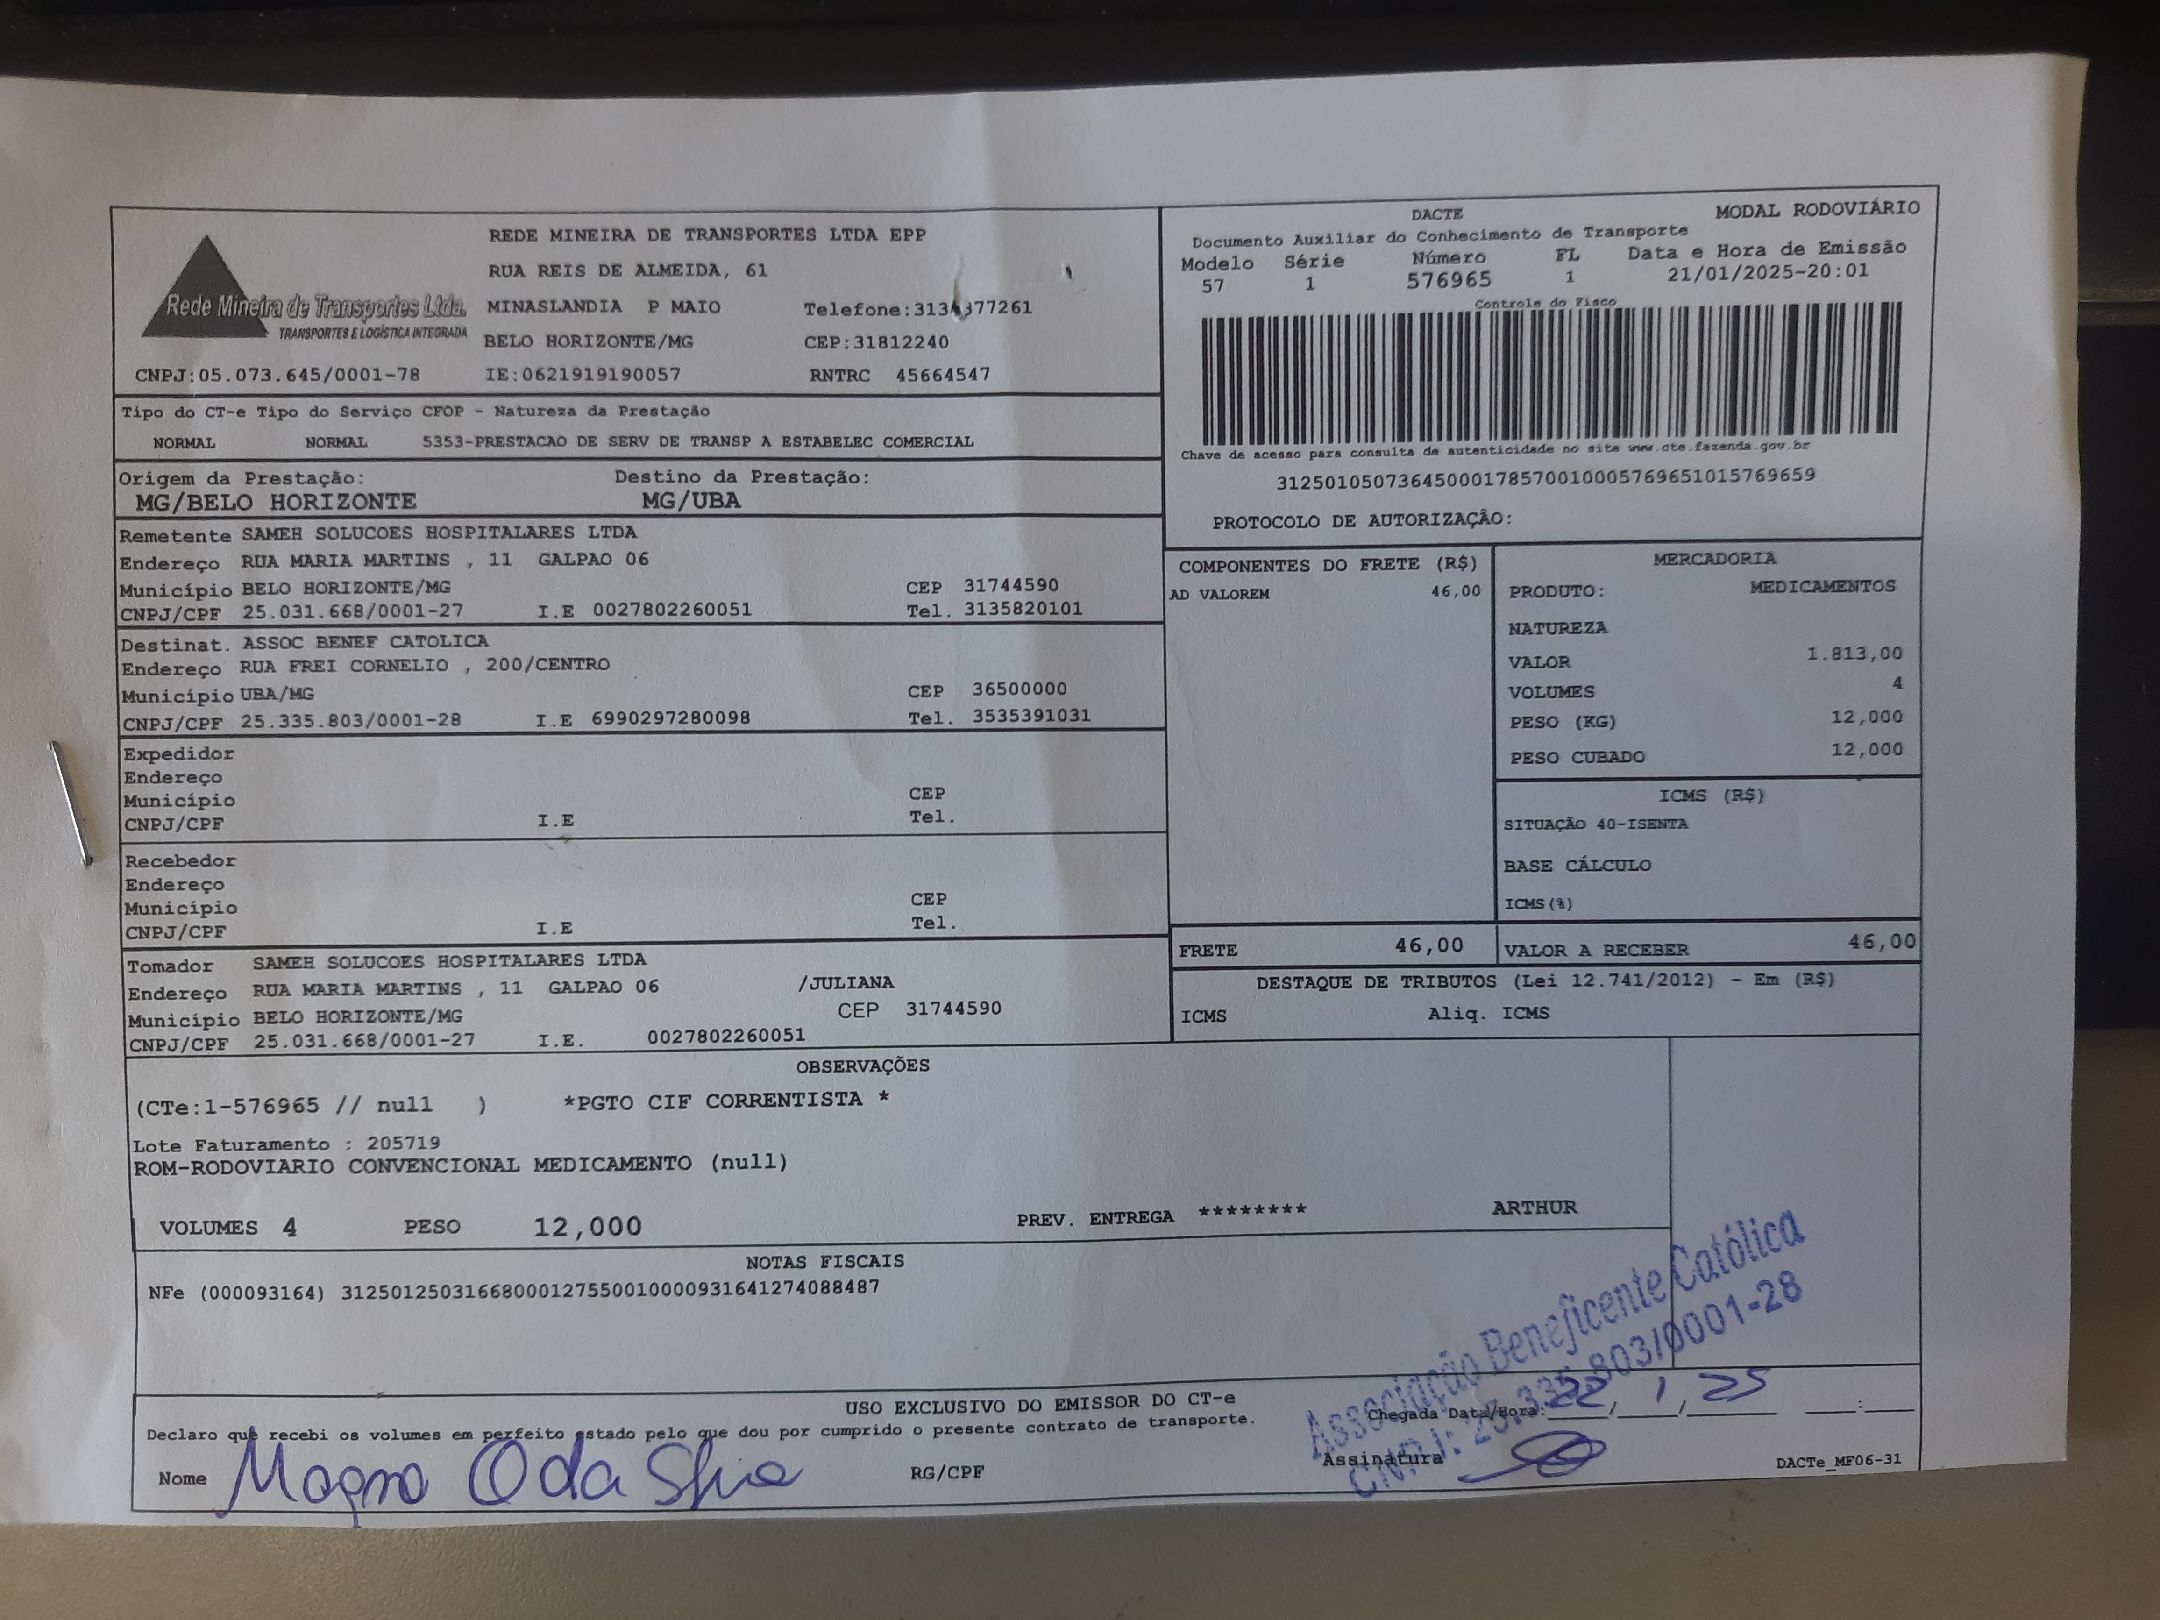 Rede Mineira de Transportes Ltda.
TRANSPORTES E LOGÍSTICA INTEGRADA
REDE MINEIRA DE TRANSPORTES LTDA EPP
RUA REIS DE ALMEIDA, 61
MINASLANDIA P MAIO
BELO HORIZONTE/MG CEP:31812240
CNPJ:05.073.645/0001-78 IE:0621919190057 RNTRC 45664547
DACTE MODAL RODOVIÁRIO
Documento Auxiliar do Conhecimento de Transporte
Modelo Série Número FL Data e Hora de Emissão
57 1 576965 1 21/01/2025-20:01
Controle do Fisco
Chave de acesso para consulta de autenticidade no site www.cte.fazenda.gov.br
31250105073645000178570010005769651015769659
PROTOCOLO DE AUTORIZAÇÃO:
Tipo do CT-e Tipo do Serviço CFOP - Natureza da Prestação
NORMAL NORMAL 5353-PRESTACAO DE SERV DE TRANSP A ESTABELEC COMERCIAL
Origem da Prestação: Destino da Prestação:
MG/BELO HORIZONTE MG/UBA
Remetente SAMEH SOLUCOES HOSPITALARES LTDA
Endereço RUA MARIA MARTINS , 11 GALPAO 06
Município BELO HORIZONTE/MG CEP 31744590
CNPJ/CPF 25.031.668/0001-27 I.E 0027802260051 Tel. 3135820101
Destinat. ASSOC BENEF CATOLICA
Endereço RUA FREI CORNELIO , 200/CENTRO
Município UBA/MG CEP 36500000
CNPJ/CPF 25.335.803/0001-28 I.E 6990297280098 Tel. 3535391031
Expedidor
Endereço
Município CEP
CNPJ/CPF I.E Tel.
Recebedor
Endereço
Município CEP
CNPJ/CPF I.E Tel.
Tomador SAMEH SOLUCOES HOSPITALARES LTDA
Endereço RUA MARIA MARTINS , 11 GALPAO 06 /JULIANA
Município BELO HORIZONTE/MG CEP 31744590
CNPJ/CPF 25.031.668/0001-27 I.E. 0027802260051
COMPONENTES DO FRETE (R$)
AD VALOREM 46,00
MERCADORIA
PRODUTO: MEDICAMENTOS
NATUREZA
VALOR 1.813,00
VOLUMES 4
PESO (KG) 12,000
PESO CUBADO 12,000
ICMS (R$)
SITUAÇÃO 40-ISENTA
BASE CÁLCULO
ICMS(%)
FRETE 46,00 VALOR A RECEBER 46,00
DESTAQUE DE TRIBUTOS (Lei 12.741/2012) - Em (R$)
ICMS Aliq. ICMS
OBSERVAÇÕES
(CTe:1-576965 // null ) *PGTO CIF CORRENTISTA *
Lote Faturamento : 205719
ROM-RODOVIARIO CONVENCIONAL MEDICAMENTO (null)
VOLUMES 4 PESO 12,000 PREV. ENTREGA ******** ARTHUR
NOTAS FISCAIS
NFe (000093164) 31250125031668000127550010000931641274088487
Associação Beneficente Católica
CNPJ: 25.335.803/0001-28
USO EXCLUSIVO DO EMISSOR DO CT-e
Declaro que recebi os volumes em perfeito estado pelo que dou por cumprido o presente contrato de transporte.
Chegada Data/Hora: 22/1/25 :
Nome RG/CPF Assinatura DACTe_MF06-31